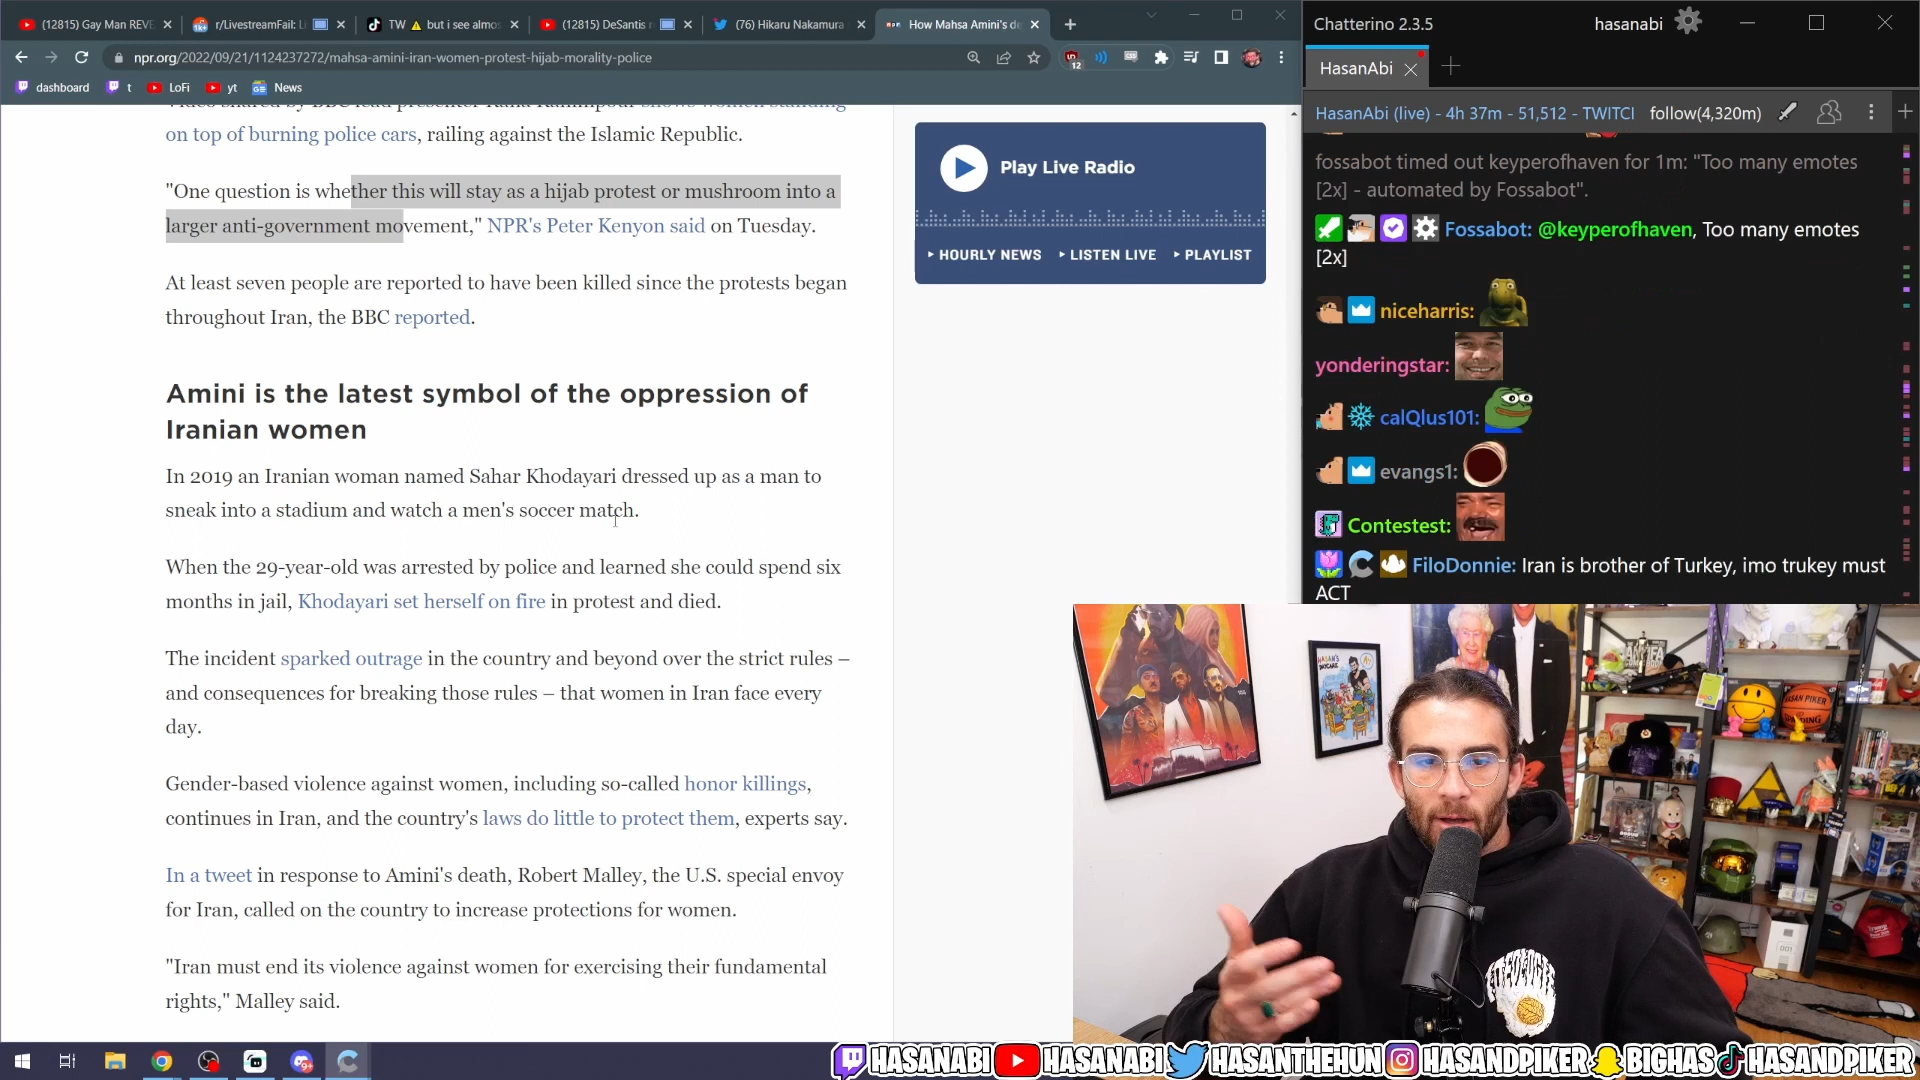 (12815) Gay Man REVE
r/LivestreamFail: Li
TW ⚠ but i see almo
(12815) DeSantis r
(76) Hikaru Nakamura
How Mahsa Amini's de
npr.org/2022/09/21/1124237272/mahsa-amini-iran-women-protest-hijab-morality-police
12
dashboard
t
LoFi
yt
News
on top of burning police cars, railing against the Islamic Republic.
"One question is whether this will stay as a hijab protest or mushroom into a
larger anti-government movement," NPR's Peter Kenyon said on Tuesday.
At least seven people are reported to have been killed since the protests began
throughout Iran, the BBC reported.
Amini is the latest symbol of the oppression of
Iranian women
In 2019 an Iranian woman named Sahar Khodayari dressed up as a man to
sneak into a stadium and watch a men's soccer match.
When the 29-year-old was arrested by police and learned she could spend six
months in jail, Khodayari set herself on fire in protest and died.
The incident sparked outrage in the country and beyond over the strict rules –
and consequences for breaking those rules – that women in Iran face every
day.
Gender-based violence against women, including so-called honor killings,
continues in Iran, and the country's laws do little to protect them, experts say.
In a tweet in response to Amini's death, Robert Malley, the U.S. special envoy
for Iran, called on the country to increase protections for women.
"Iran must end its violence against women for exercising their fundamental
rights," Malley said.
Play Live Radio
HOURLY NEWS
LISTEN LIVE
PLAYLIST
Chatterino 2.3.5
hasanabi
HasanAbi
HasanAbi (live) - 4h 37m - 51,512 - TWITCI
follow(4,320m)
fossabot timed out keyperofhaven for 1m: "Too many emotes
[2x] - automated by Fossabot".
Fossabot: @keyperofhaven, Too many emotes
[2x]
niceharris:
yonderingstar:
calQlus101:
evangs1:
Contestest:
FiloDonnie: Iran is brother of Turkey, imo trukey must
ACT
HASAN PIKER
HASANABI
HASANABI
HASANTHEHUN
HASANDPIKER
BIGHAS
HASANDPIKER